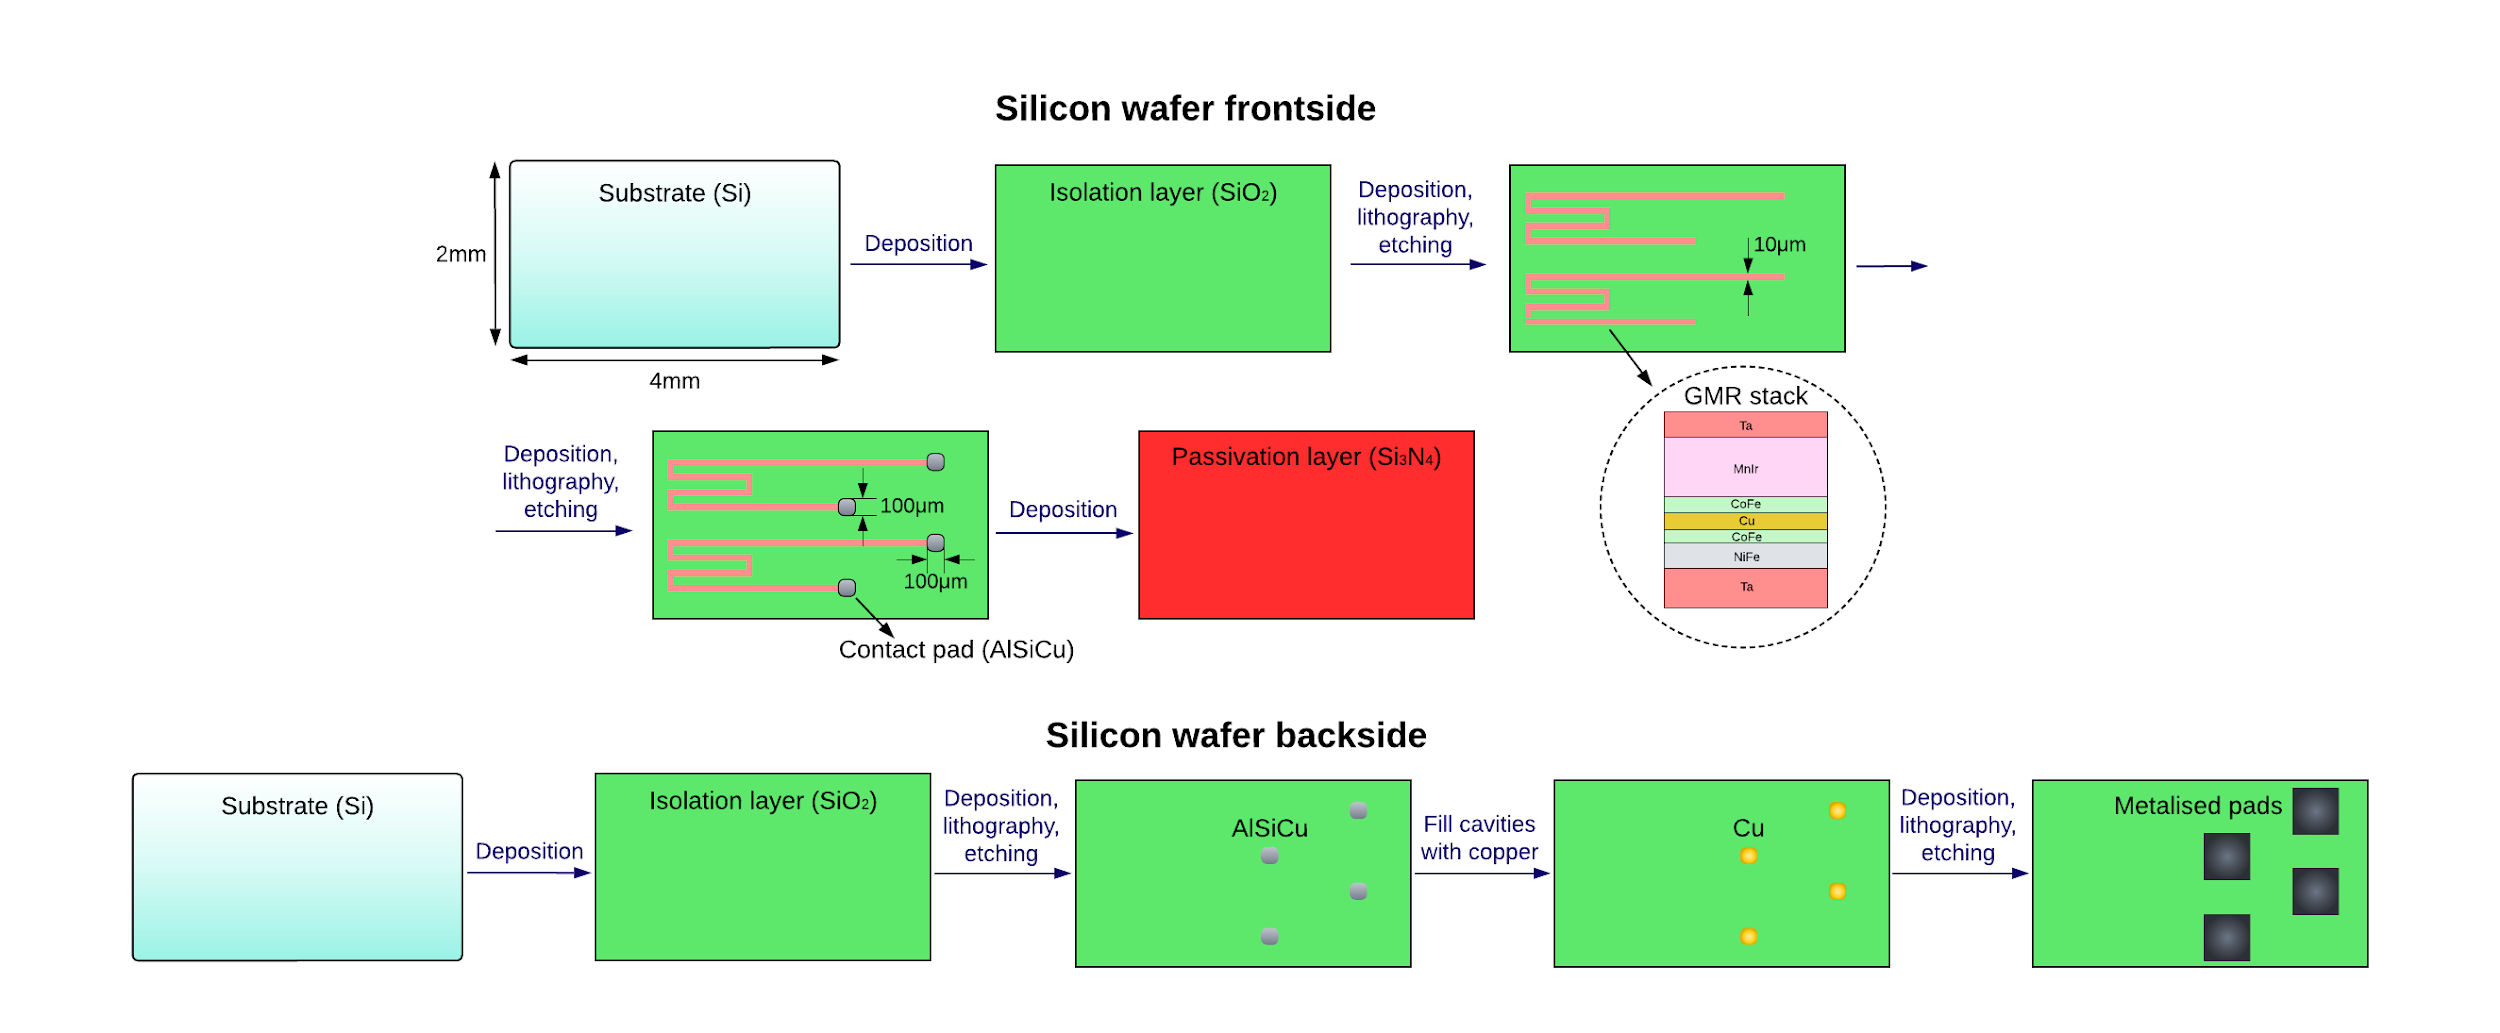 Silicon wafer frontside
Substrate (Si)
2mm
4mm
Deposition
Isolation layer (SiO₂)
Deposition,
lithography,
etching
10µm
GMR stack
Ta
MnIr
CoFe
Cu
CoFe
NiFe
Ta
Deposition,
lithography,
etching
100µm
100µm
Contact pad (AlSiCu)
Deposition
Passivation layer (Si₃N₄)
Silicon wafer backside
Substrate (Si)
Deposition
Isolation layer (SiO₂)
Deposition,
lithography,
etching
AlSiCu
Fill cavities
with copper
Cu
Deposition,
lithography,
etching
Metalised pads